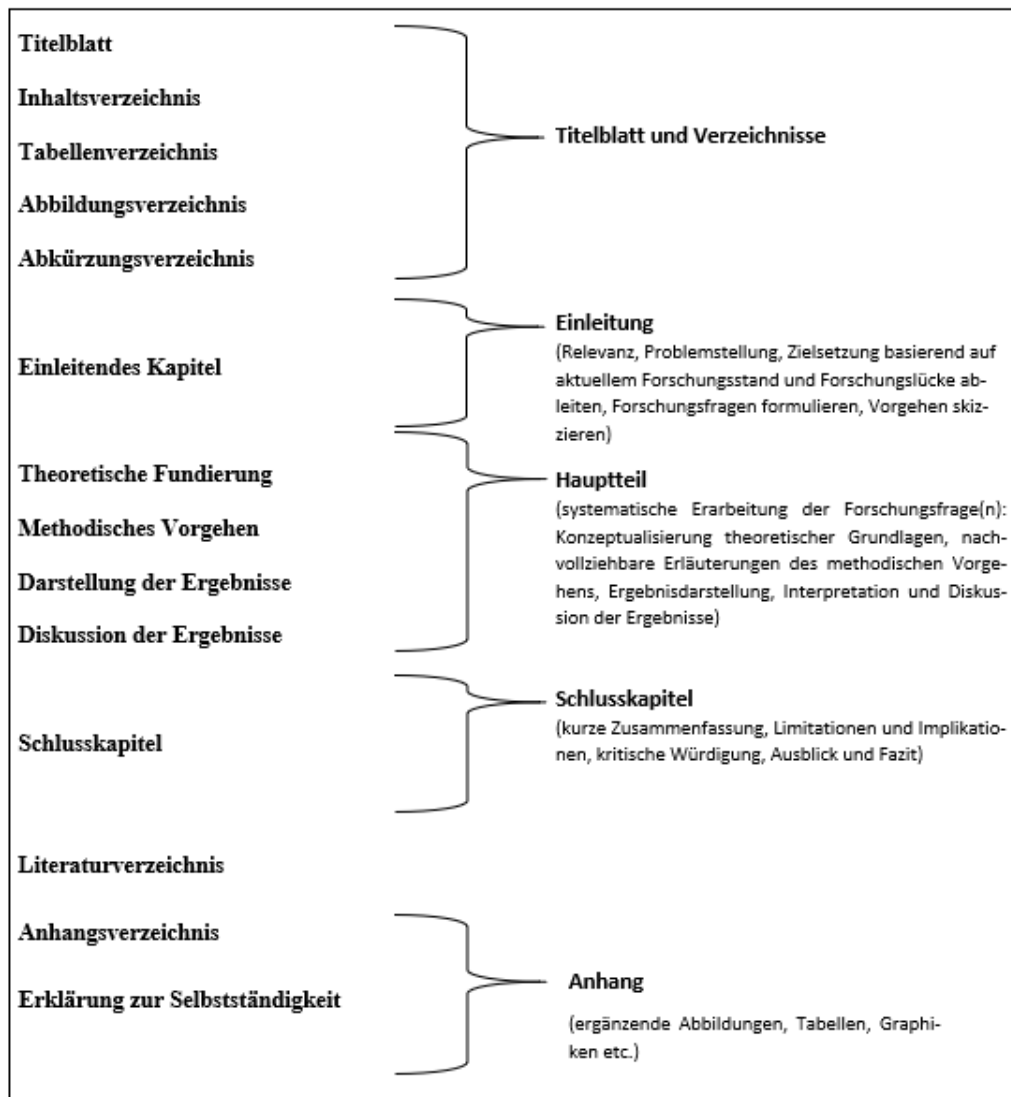 Titelblatt
Inhaltsverzeichnis
Tabellenverzeichnis
Abbildungsverzeichnis
Abkürzungsverzeichnis
Titelblatt und Verzeichnisse
Einleitendes Kapitel
Einleitung
(Relevanz, Problemstellung, Zielsetzung basierend auf
aktuellem Forschungsstand und Forschungslücke ab-
leiten, Forschungsfragen formulieren, Vorgehen skiz-
zieren)
Theoretische Fundierung
Methodisches Vorgehen
Darstellung der Ergebnisse
Diskussion der Ergebnisse
Hauptteil
(systematische Erarbeitung der Forschungsfrage(n):
Konzeptualisierung theoretischer Grundlagen, nach-
vollziehbare Erläuterungen des methodischen Vorge-
hens, Ergebnisdarstellung, Interpretation und Diskus-
sion der Ergebnisse)
Schlusskapitel
Schlusskapitel
(kurze Zusammenfassung, Limitationen und Implikatio-
nen, kritische Würdigung, Ausblick und Fazit)
Literaturverzeichnis
Anhangsverzeichnis
Erklärung zur Selbstständigkeit
Anhang
(ergänzende Abbildungen, Tabellen, Graphi-
ken etc.)